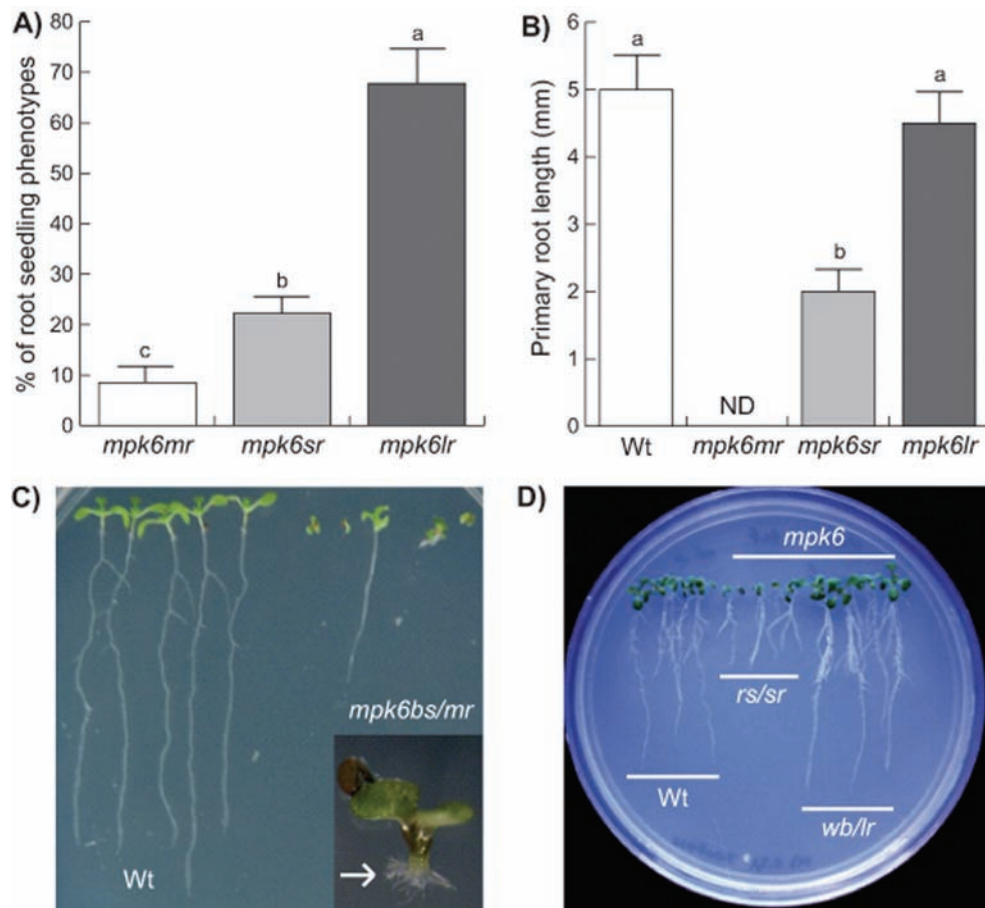 A)
% of root seedling phenotypes
80
70
60
50
40
30
20
10
0
c
b
a
mpk6mr
mpk6sr
mpk6lr
B)
Primary root length (mm)
6
5
4
3
2
1
0
a
ND
b
a
Wt
mpk6mr
mpk6sr
mpk6lr
C)
Wt
mpk6bs/mr
D)
mpk6
rs/sr
Wt
wb/lr